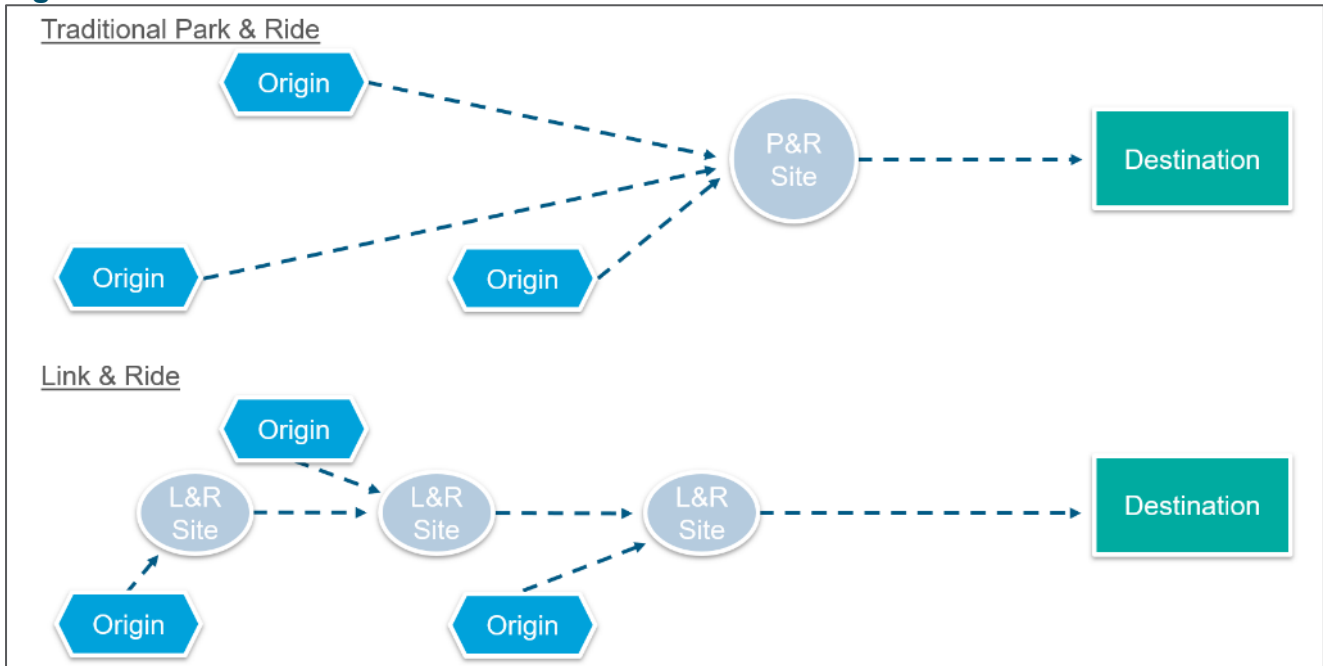 Traditional Park & Ride
Origin
P&R
Site
Destination
Origin
Origin
Link & Ride
Origin
L&R
Site
L&R
Site
L&R
Site
Destination
Origin
Origin